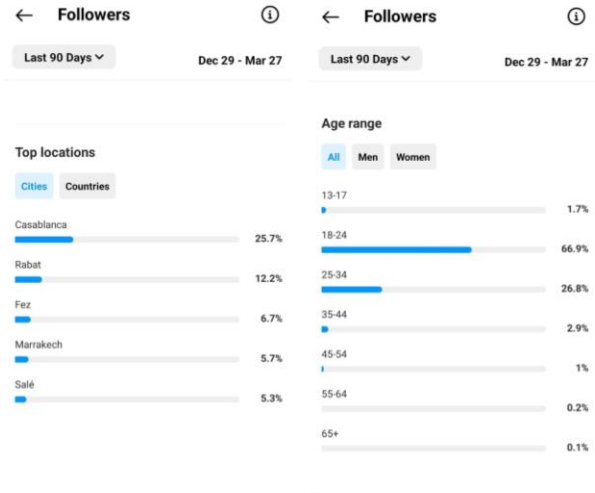 Followers
Last 90 Days
Dec 29 - Mar 27
Top locations
Cities Countries
Casablanca
25.7%
Rabat
12.2%
Fez
6.7%
Marrakech
5.7%
Salé
5.3%
Followers
Last 90 Days
Dec 29 - Mar 27
Age range
All Men Women
13-17
1.7%
18-24
66.9%
25-34
26.8%
35-44
2.9%
45-54
1%
55-64
0.2%
65+
0.1%